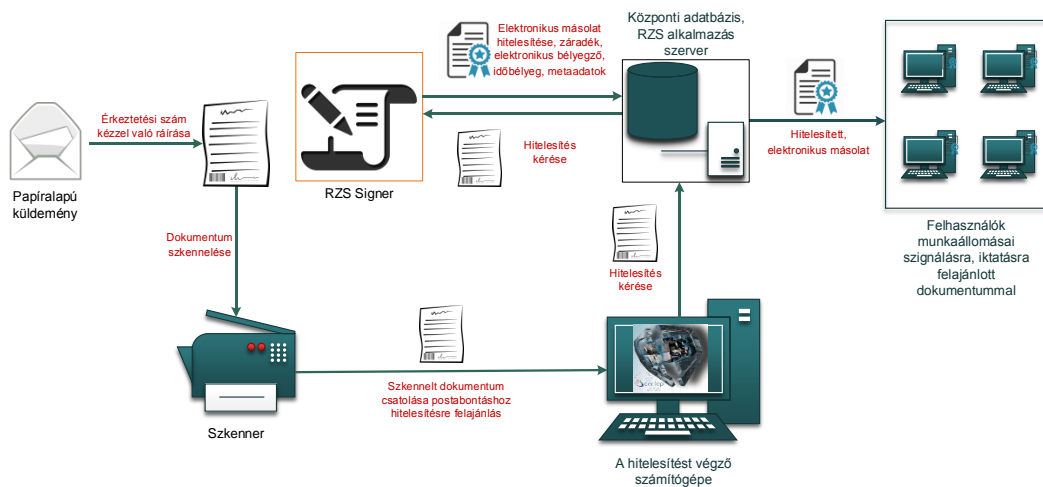 Elektronikus másolat
hitelesítése, záradék,
elektronikus bélyegző,
időbélyeg, metaadatok
Központi adatbázis,
RZS alkalmazás
szerver
Érkeztetési szám
kézzel való ráírása
Hitelesítés
kérése
Hitelesített,
elektronikus másolat
Papíralapú
küldemény
RZS Signer
Dokumentum
szkennelése
Hitelesítés
kérése
Felhasználók
munkaállomásai
szignálásra, iktatásra
felajánlott
dokumentummal
Szkennelt dokumentum
csatolása postabontáshoz
hitelesítésre felajánlás
Szkenner
A hitelesítést végző
számítógépe